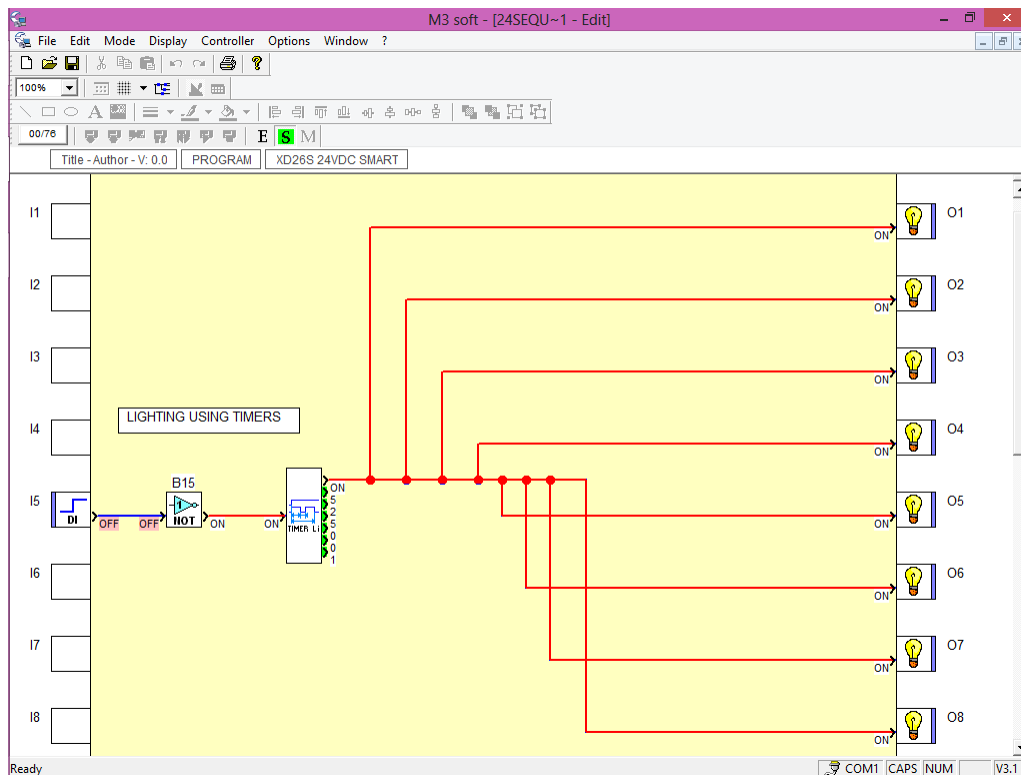 M3 soft - [24SEQU~1 - Edit]
File Edit Mode Display Controller Options Window ?
100%
00/76 E S M
Title - Author - V: 0.0 PROGRAM XD26S 24VDC SMART
I1 ON O1
I2 ON O2
I3 ON O3
LIGHTING USING TIMERS
I4 ON O4
B15
I5 DI OFF OFF 1 NOT ON ON TIMER Li ON O5
ON
5
2
5
0
0
1
I6 ON O6
I7 ON O7
I8 ON O8
Ready COM1 CAPS NUM V3.1